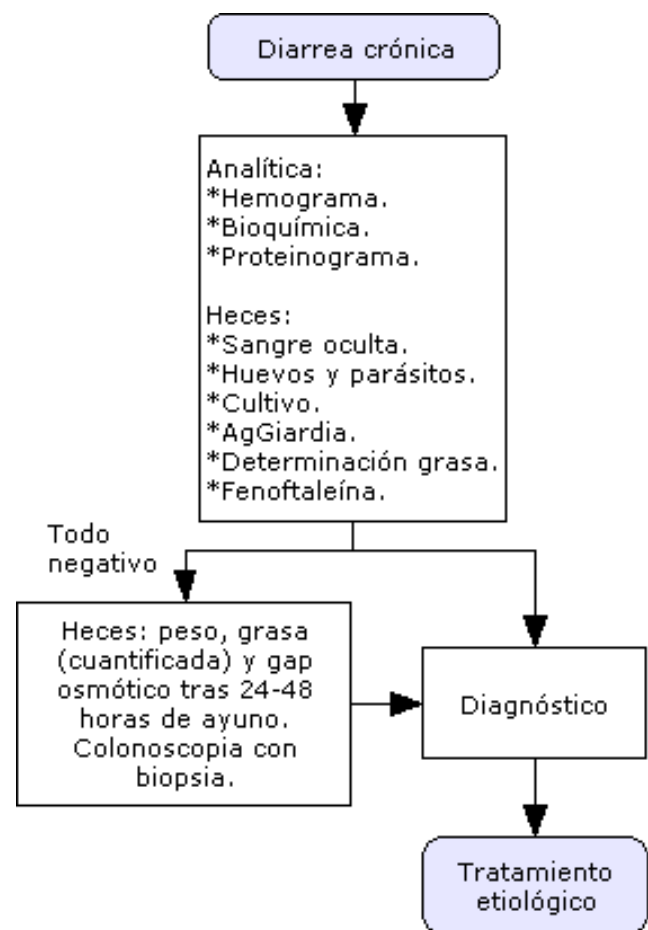 Diarrea crónica
Analítica:
*Hemograma.
*Bioquímica.
*Proteinograma.
Heces:
*Sangre oculta.
*Huevos y parásitos.
*Cultivo.
*AgGiardia.
*Determinación grasa.
*Fenoftaleína.
Todo
negativo
Heces: peso, grasa
(cuantificada) y gap
osmótico tras 24-48
horas de ayuno.
Colonoscopia con
biopsia.
Diagnóstico
Tratamiento
etiológico